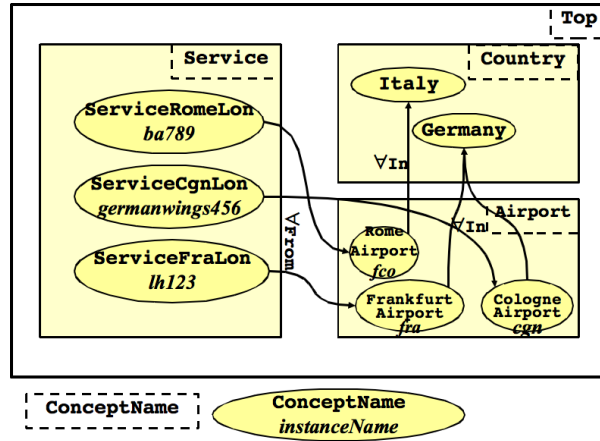 Top
Service
Country
Italy
ServiceRomeLon
ba789
Germany
∀In
ServiceCgnLon
germanwings456
∀From
∀In
Airport
Rome
Airport
fco
ServiceFraLon
lh123
Frankfurt
Airport
fra
Cologne
Airport
cgn
ConceptName
ConceptName
instanceName